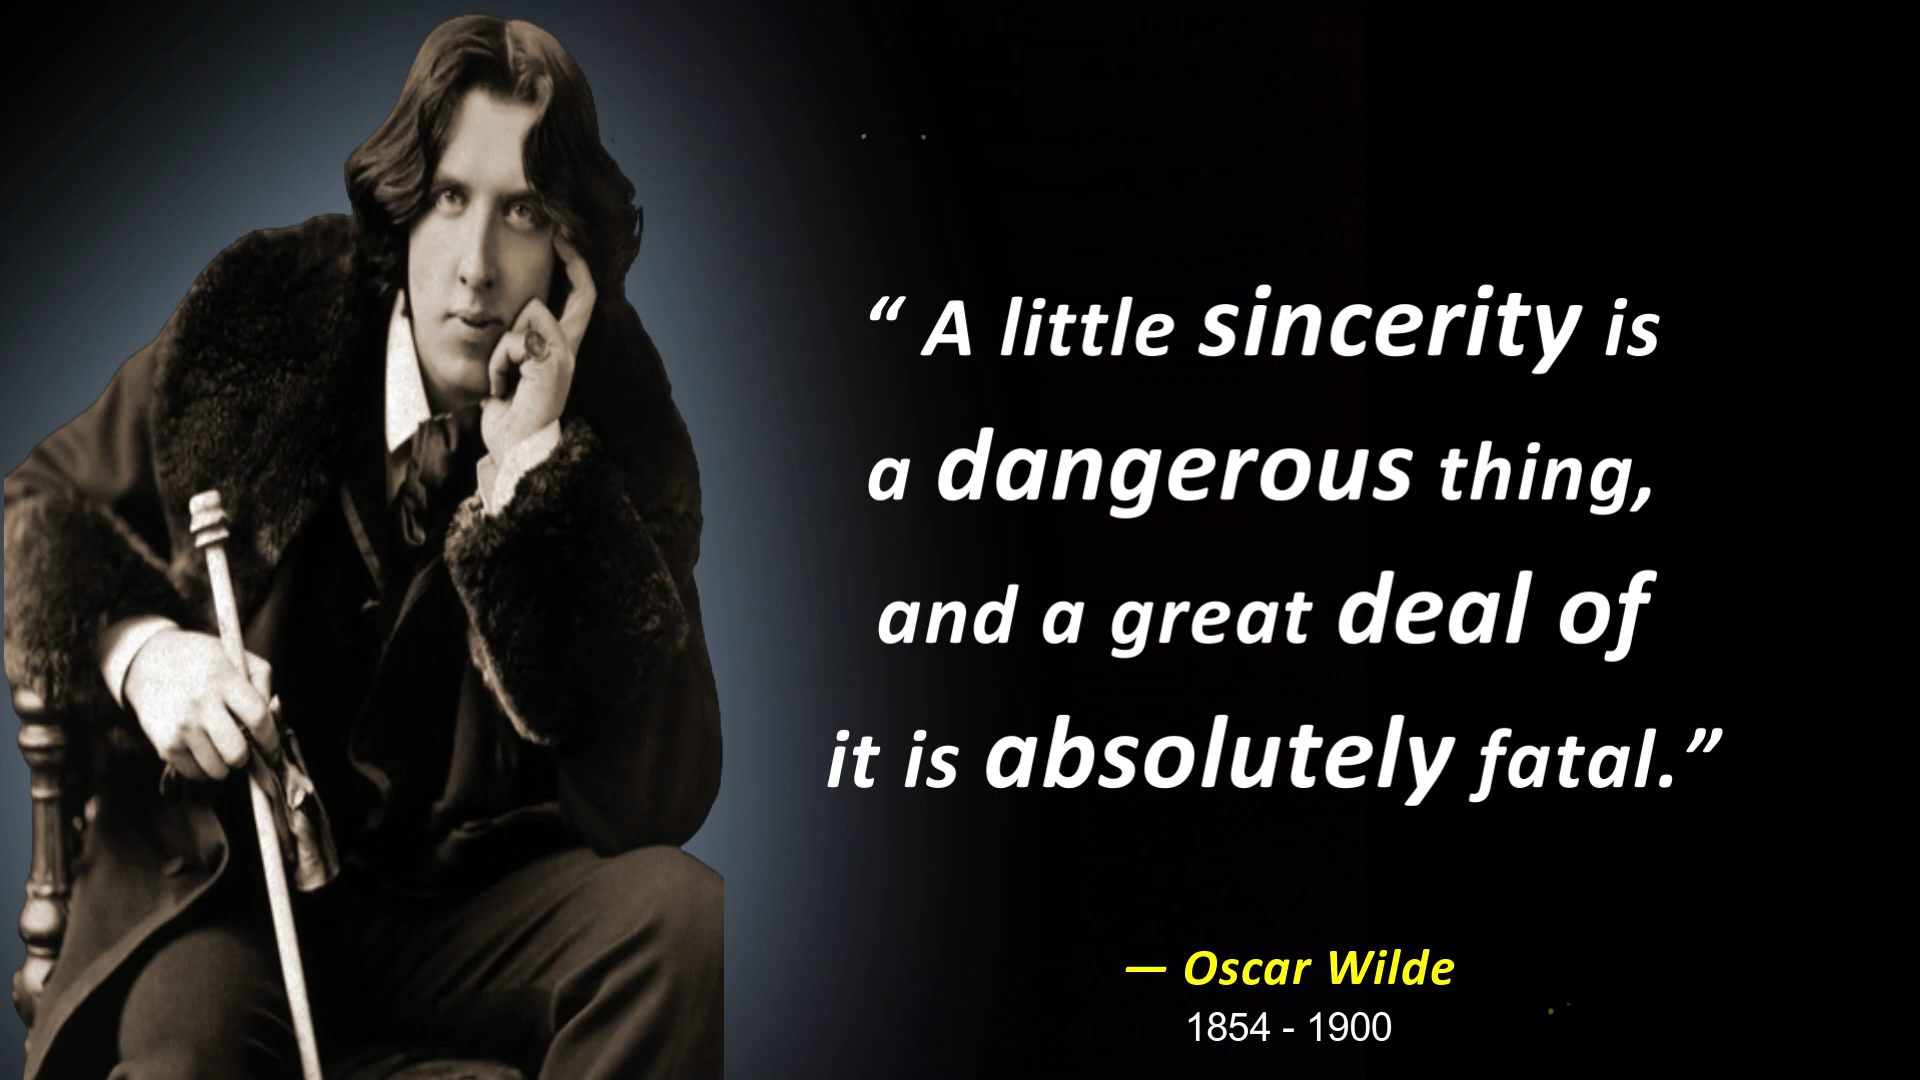 “ A little sincerity is
a dangerous thing,
and a great deal of
it is absolutely fatal.”
— Oscar Wilde
1854 - 1900